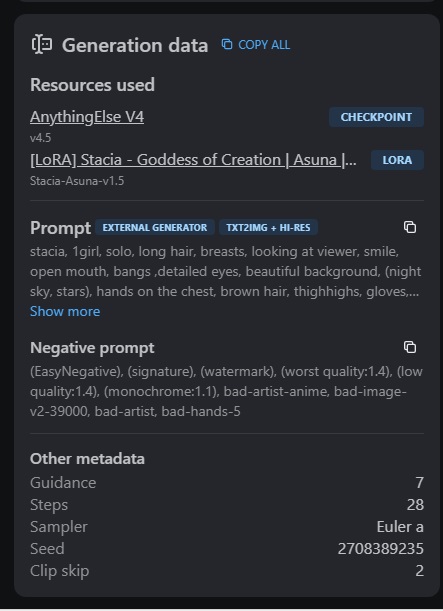 Generation data COPY ALL
Resources used
AnythingElse V4 CHECKPOINT
v4.5
[LoRA] Stacia - Goddess of Creation | Asuna |... LORA
Stacia-Asuna-v1.5
Prompt EXTERNAL GENERATOR TXT2IMG + HI-RES
stacia, 1girl, solo, long hair, breasts, looking at viewer, smile,
open mouth, bangs ,detailed eyes, beautiful background, (night
sky, stars), hands on the chest, brown hair, thighhighs, gloves,...
Show more
Negative prompt
(EasyNegative), (signature), (watermark), (worst quality:1.4), (low
quality:1.4), (monochrome:1.1), bad-artist-anime, bad-image-
v2-39000, bad-artist, bad-hands-5
Other metadata
Guidance 7
Steps 28
Sampler Euler a
Seed 2708389235
Clip skip 2